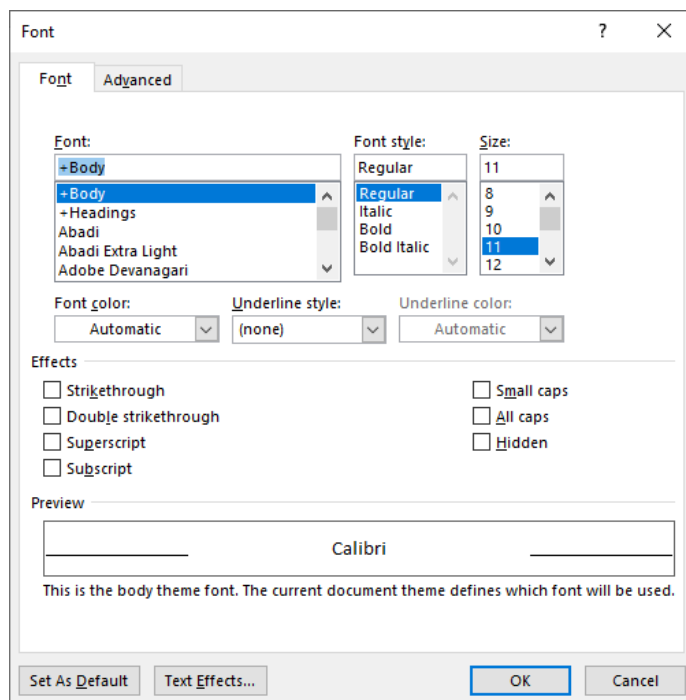 Font ?
Font Advanced
Font: Font style: Size:
+Body Regular 11
+Body Regular 8
+Headings Italic 9
Abadi Bold 10
Abadi Extra Light Bold Italic 11
Adobe Devanagari 12
Font color: Underline style: Underline color:
Automatic (none) Automatic
Effects
Strikethrough Small caps
Double strikethrough All caps
Superscript Hidden
Subscript
Preview
Calibri
This is the body theme font. The current document theme defines which font will be used.
Set As Default Text Effects... OK Cancel